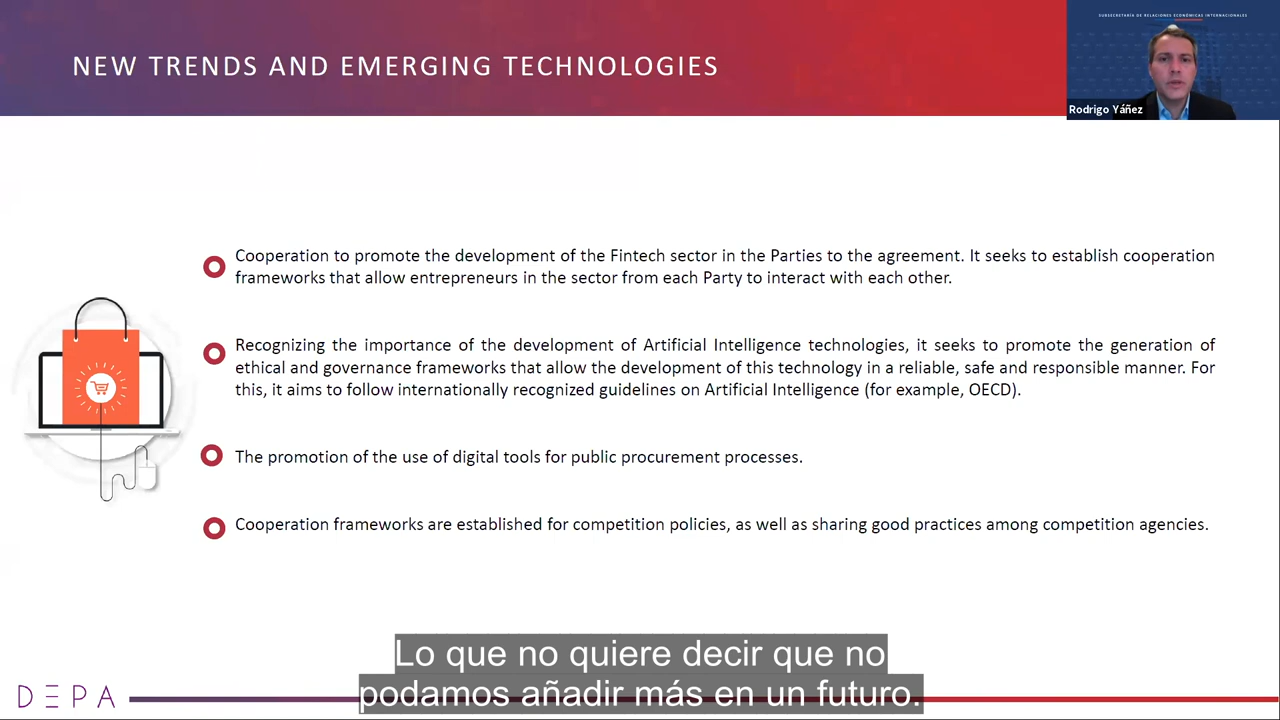 SUBSECRETARÍA DE RELACIONES ECONÓMICAS INTERNACIONALES
NEW TRENDS AND EMERGING TECHNOLOGIES
Rodrigo Yáñez
Cooperation to promote the development of the Fintech sector in the Parties to the agreement. It seeks to establish cooperation
frameworks that allow entrepreneurs in the sector from each Party to interact with each other.
Recognizing the importance of the development of Artificial Intelligence technologies, it seeks to promote the generation of
ethical and governance frameworks that allow the development of this technology in a reliable, safe and responsible manner. For
this, it aims to follow internationally recognized guidelines on Artificial Intelligence (for example, OECD).
The promotion of the use of digital tools for public procurement processes.
Cooperation frameworks are established for competition policies, as well as sharing good practices among competition agencies.
Lo que no quiere decir que no
podamos añadir más en un futuro.
DEPA